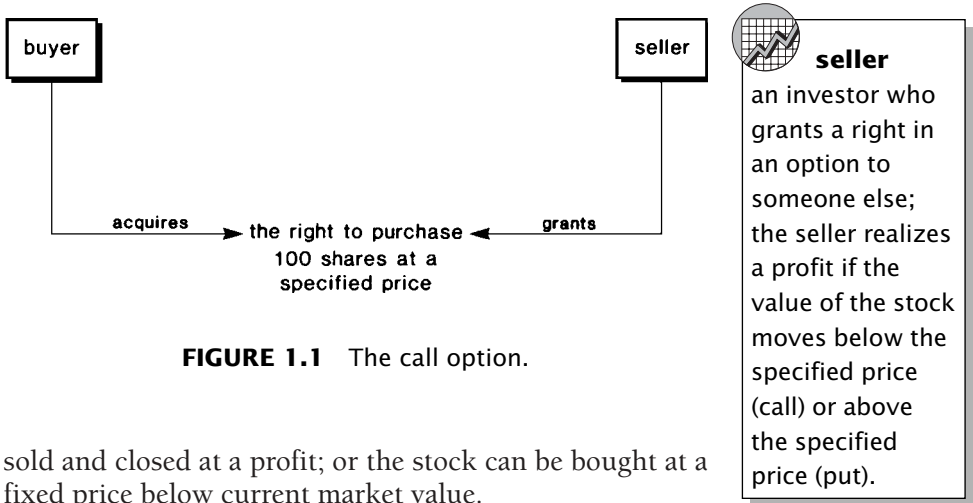 buyer
seller
acquires
grants
the right to purchase
100 shares at a
specified price
FIGURE 1.1 The call option.
sold and closed at a profit; or the stock can be bought at a
fixed price below current market value.
seller
an investor who
grants a right in
an option to
someone else;
the seller realizes
a profit if the
value of the stock
moves below the
specified price
(call) or above
the specified
price (put).